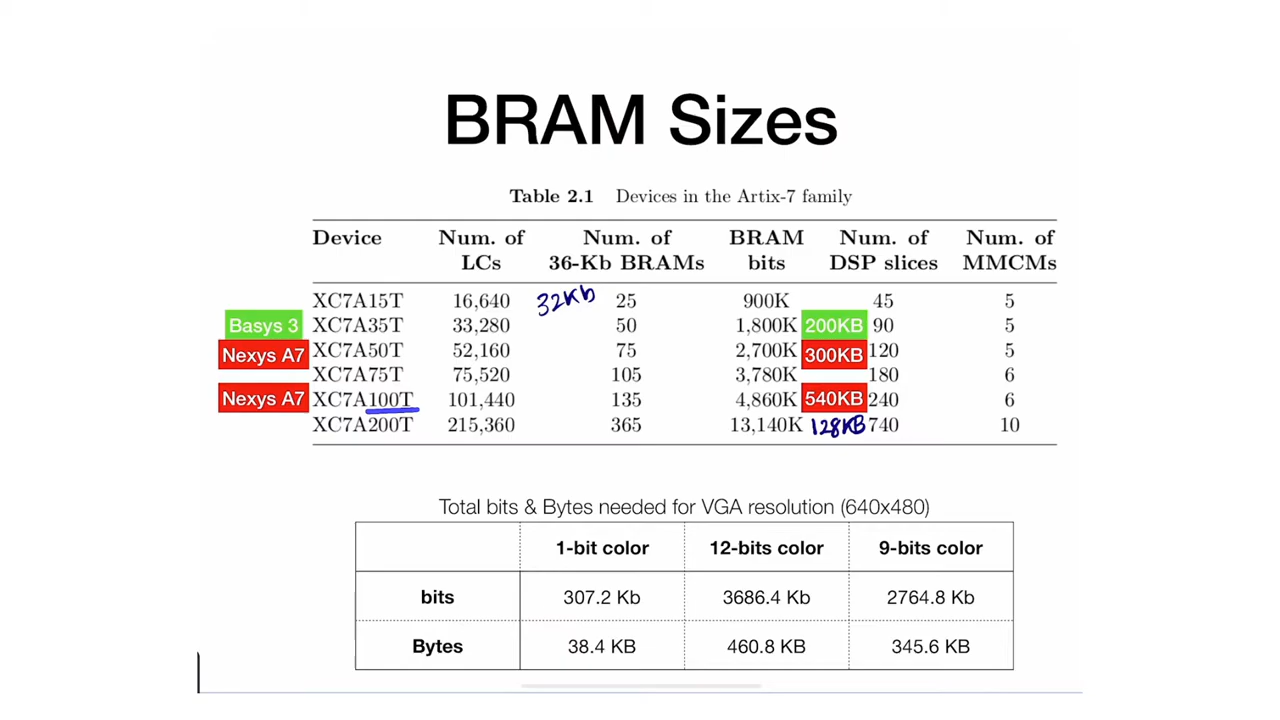 BRAM Sizes
Table 2.1 Devices in the Artix-7 family
Device Num. of LCs Num. of 36-Kb BRAMs BRAM bits Num. of DSP slices Num. of MMCMs
XC7A15T 16,640 32Kb 25 900K 45 5
Basys 3 XC7A35T 33,280 50 1,800K 200KB 90 5
Nexys A7 XC7A50T 52,160 75 2,700K 300KB 120 5
XC7A75T 75,520 105 3,780K 180 6
Nexys A7 XC7A100T 101,440 135 4,860K 540KB 240 6
XC7A200T 215,360 365 13,140K 128KB 740 10
Total bits & Bytes needed for VGA resolution (640x480)
1-bit color 12-bits color 9-bits color
bits 307.2 Kb 3686.4 Kb 2764.8 Kb
Bytes 38.4 KB 460.8 KB 345.6 KB